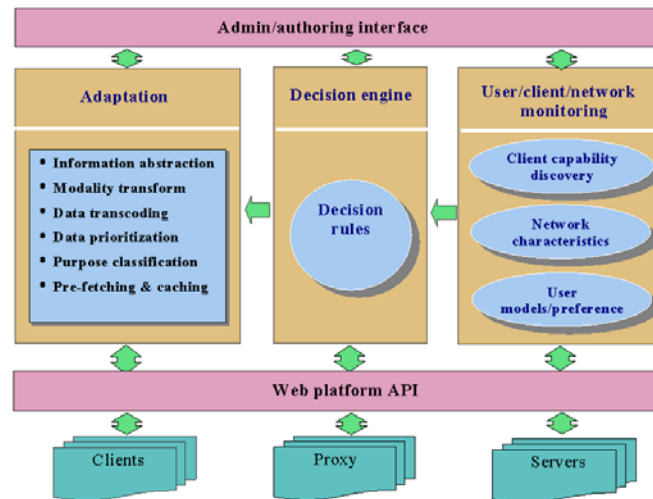 Admin/authoring interface
Adaptation
• Information abstraction
• Modality transform
• Data transcoding
• Data prioritization
• Purpose classification
• Pre-fetching & caching
Decision engine
Decision
rules
User/client/network
monitoring
Client capability
discovery
Network
characteristics
User
models/preference
Web platform API
Clients
Proxy
Servers